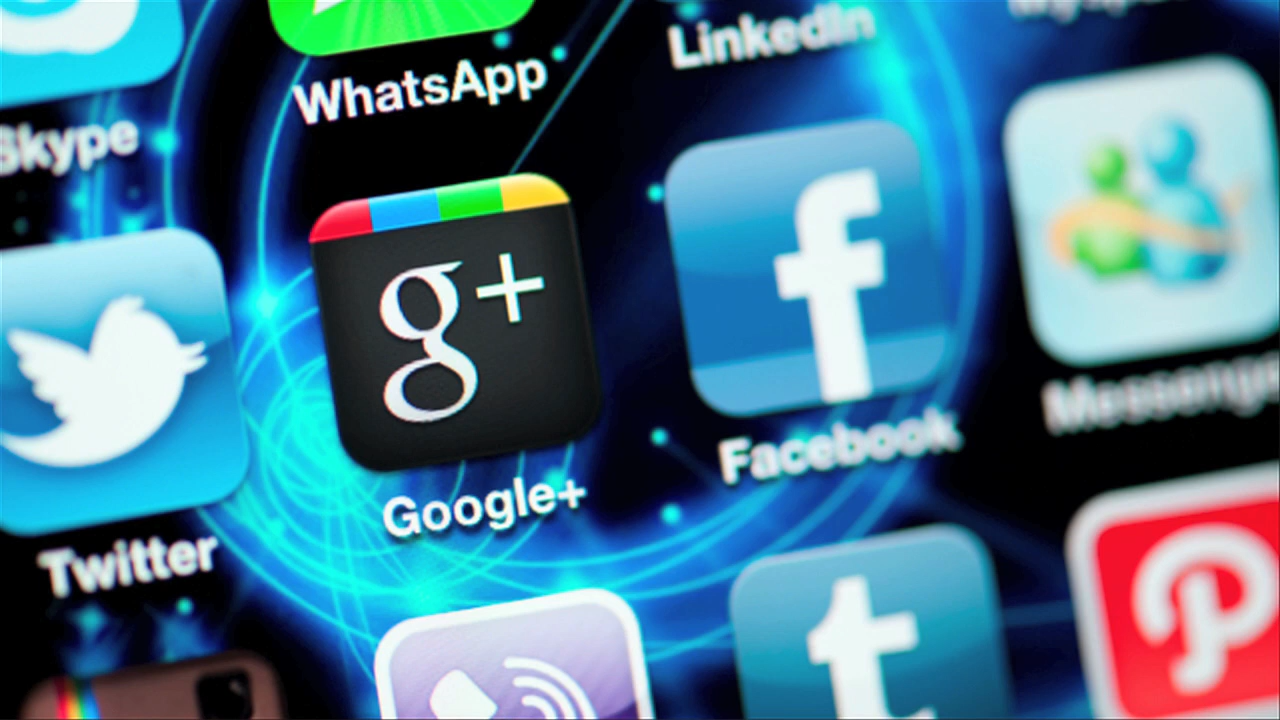 WhatsApp
LinkedIn
Skype
g+
f
Google+
Facebook
Twitter
t
P